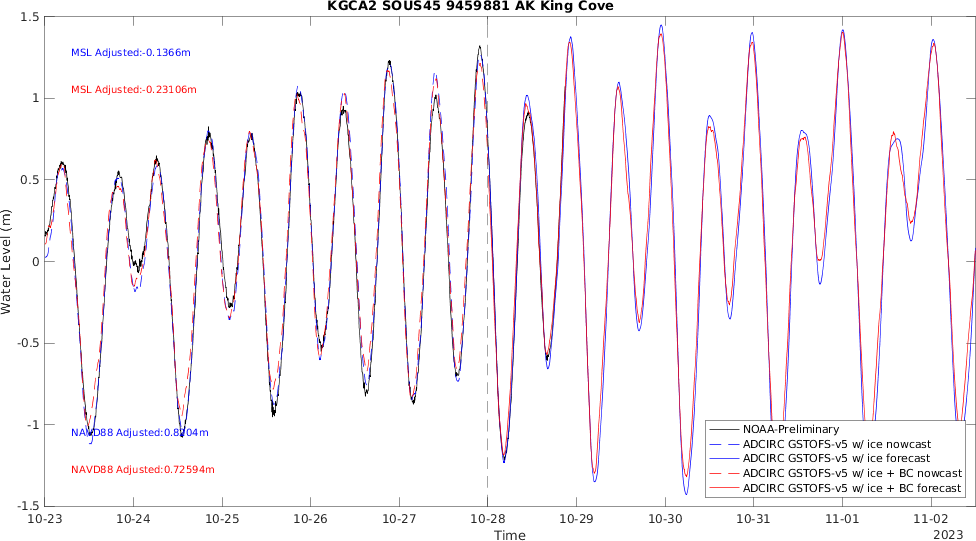 KGCA2 SOUS45 9459881 AK King Cove
1.5
1
0.5
0
-0.5
-1
-1.5
Water Level (m)
MSL Adjusted:-0.1366m
MSL Adjusted:-0.23106m
NAVD88 Adjusted:0.72594m
NOAA-Preliminary
ADCIRC GSTOFS-v5 w/ ice nowcast
ADCIRC GSTOFS-v5 w/ ice forecast
ADCIRC GSTOFS-v5 w/ ice + BC nowcast
ADCIRC GSTOFS-v5 w/ ice + BC forecast
10-23 10-24 10-25 10-26 10-27 10-28 10-29 10-30 10-31 11-01 11-02
Time
2023